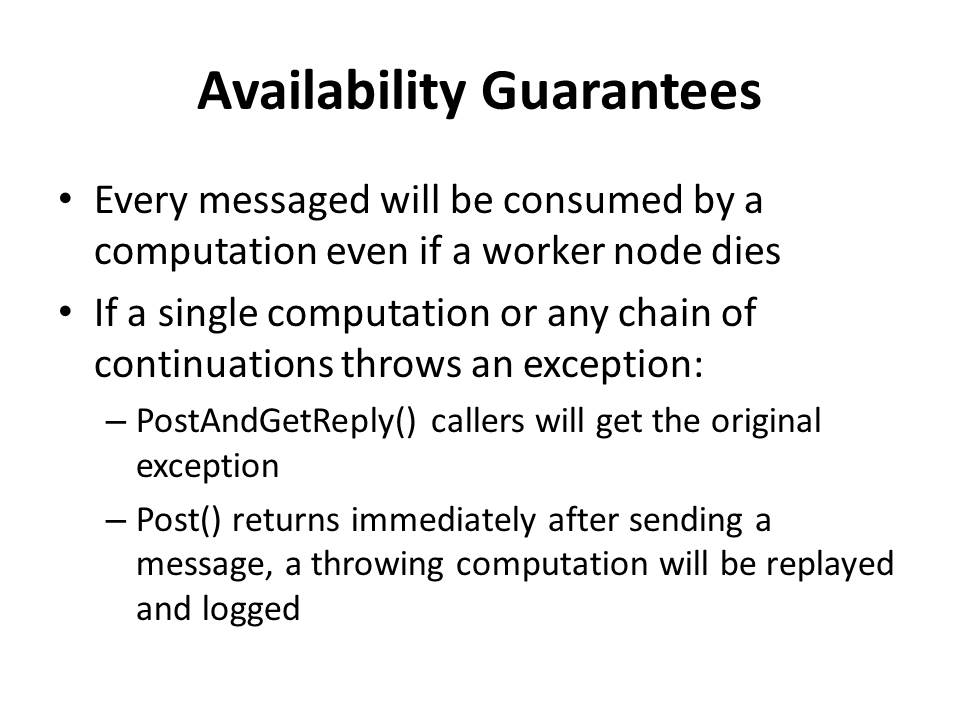 Availability Guarantees
• Every messaged will be consumed by a
computation even if a worker node dies
• If a single computation or any chain of
continuations throws an exception:
– PostAndGetReply() callers will get the original
exception
– Post() returns immediately after sending a
message, a throwing computation will be replayed
and logged